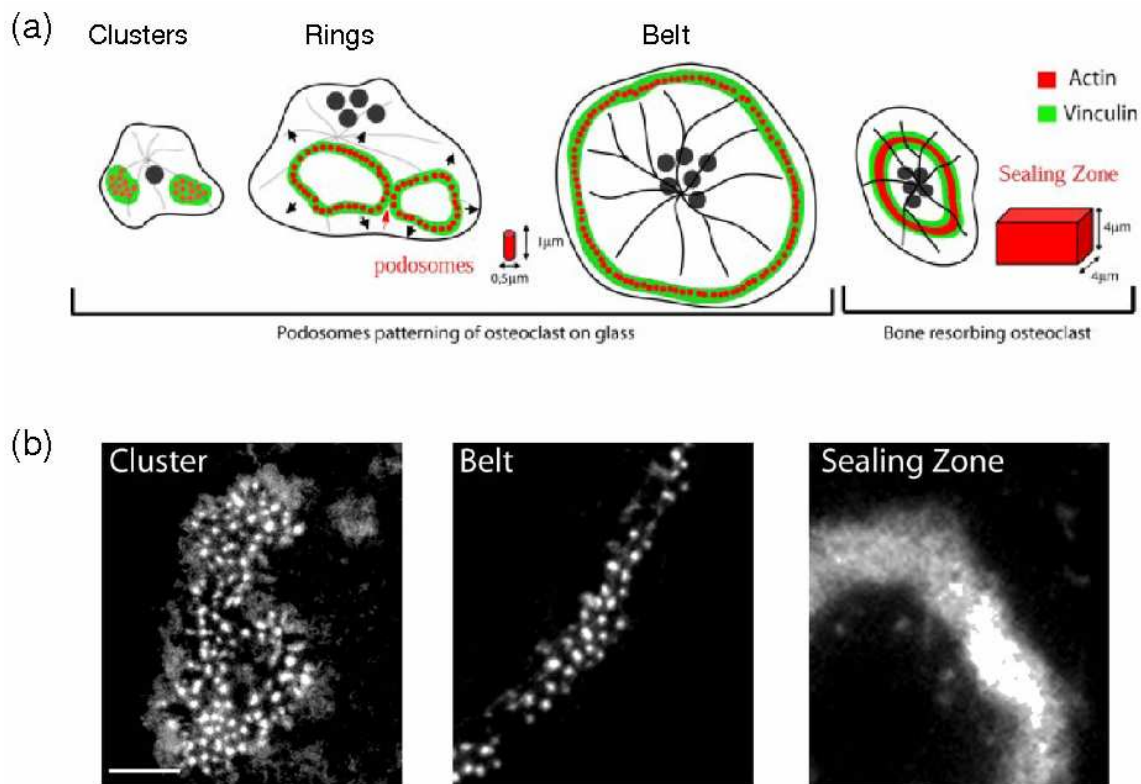 (a)
Clusters
Rings
Belt
Actin
Vinculin
Sealing Zone
podosomes
1μm
0,5μm
4μm
4μm
Podosomes patterning of osteoclast on glass
Bone resorbing osteoclast
(b)
Cluster
Belt
Sealing Zone